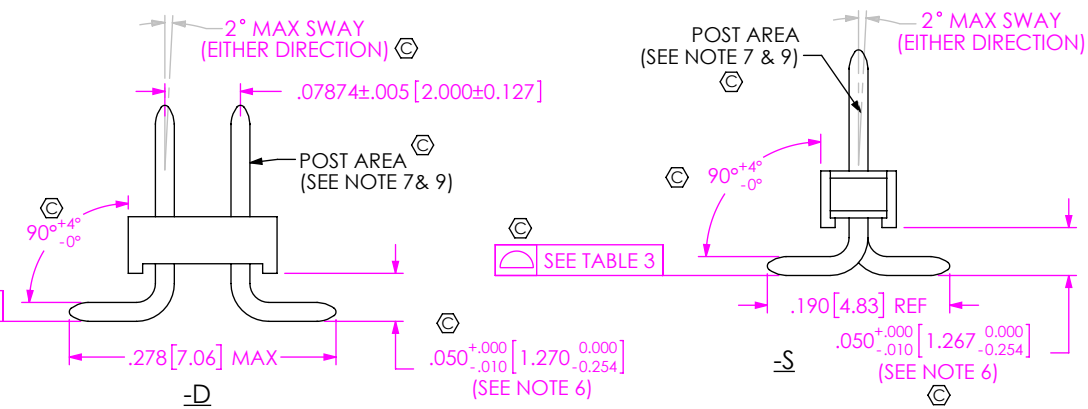 2° MAX SWAY
(EITHER DIRECTION) C
.07874±.005 [2.000±0.127]
POST AREA C
(SEE NOTE 7& 9)
C
90° +4° -0°
.278 [7.06] MAX
C
.050 +.000 -.010 [1.270 0.000 -0.254]
(SEE NOTE 6)
-D
2° MAX SWAY
(EITHER DIRECTION)
POST AREA
(SEE NOTE 7 & 9)
C
C 90° +4° -0°
C
SEE TABLE 3
.190 [4.83] REF
.050 +.000 -.010 [1.267 0.000 -0.254]
(SEE NOTE 6)
C
-S